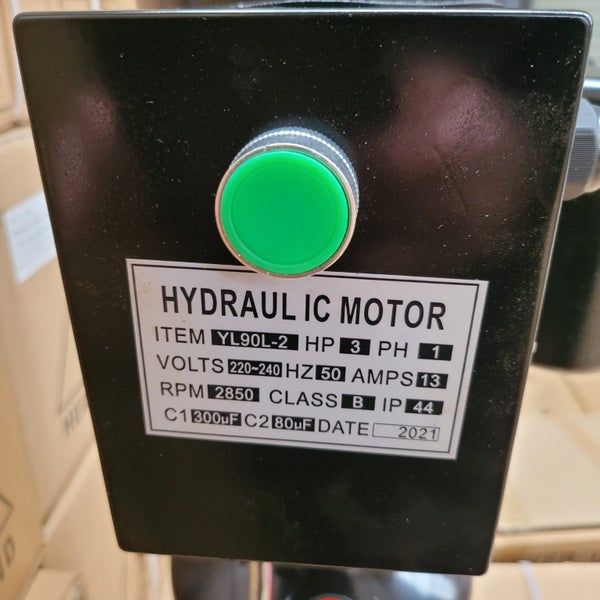 HYDRAUL IC MOTOR
ITEM YL90L-2 HP 3 PH 1
VOLTS 220~240 HZ 50 AMPS 13
RPM 2850 CLASS B IP 44
C1 300uF C2 80uF DATE 2021